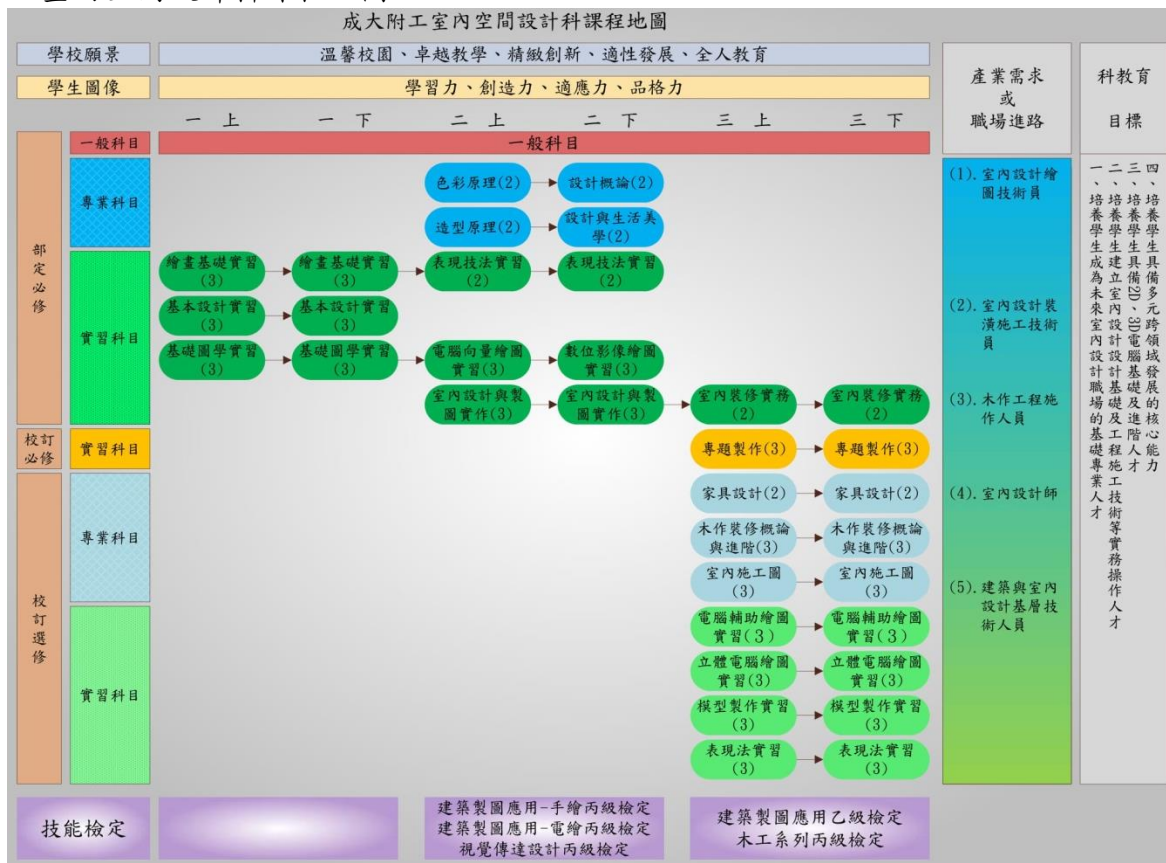 成大附工室內空間設計科課程地圖
學校願景
溫馨校園、卓越教學、精緻創新、適性發展、全人教育
學生圖像
學習力、創造力、適應力、品格力
產業需求
或
職場進路
科教育
目標
一 上
一 下
二 上
二 下
三 上
三 下
部定必修
一般科目
一般科目
專業科目
色彩原理(2)
設計概論(2)
造型原理(2)
設計與生活美
學(2)
實習科目
繪畫基礎實習
(3)
繪畫基礎實習
(3)
表現技法實習
(2)
表現技法實習
(2)
基本設計實習
(3)
基本設計實習
(3)
基礎圖學實習
(3)
基礎圖學實習
(3)
電腦向量繪圖
實習(3)
數位影像繪圖
實習(3)
室內設計與製
圖實作(3)
室內設計與製
圖實作(3)
室內裝修實務
(2)
室內裝修實務
(2)
校訂
必修
實習科目
專題製作(3)
專題製作(3)
校訂選修
專業科目
家具設計(2)
家具設計(2)
木作裝修概論
與進階(3)
木作裝修概論
與進階(3)
室內施工圖
(3)
室內施工圖
(3)
實習科目
電腦輔助繪圖
實習(3)
電腦輔助繪圖
實習(3)
立體電腦繪圖
實習(3)
立體電腦繪圖
實習(3)
模型製作實習
(3)
模型製作實習
(3)
表現法實習
(3)
表現法實習
(3)
(1). 室內設計繪
圖技術員
(2). 室內設計裝
潢施工技術
員
(3). 木作工程施
作人員
(4). 室內設計師
(5). 建築與室內
設計基層技
術人員
一、培養學生成為未來室內設計職場的基礎專業人才
二、培養學生建立室內設計設計基礎及工程施工技術等實務操作人才
三、培養學生具備2D、3D電腦基礎及進階人才
四、培養學生具備多元跨領域發展的核心能力
技能檢定
建築製圖應用-手繪丙級檢定
建築製圖應用-電繪丙級檢定
視覺傳達設計丙級檢定
建築製圖應用乙級檢定
木工系列丙級檢定